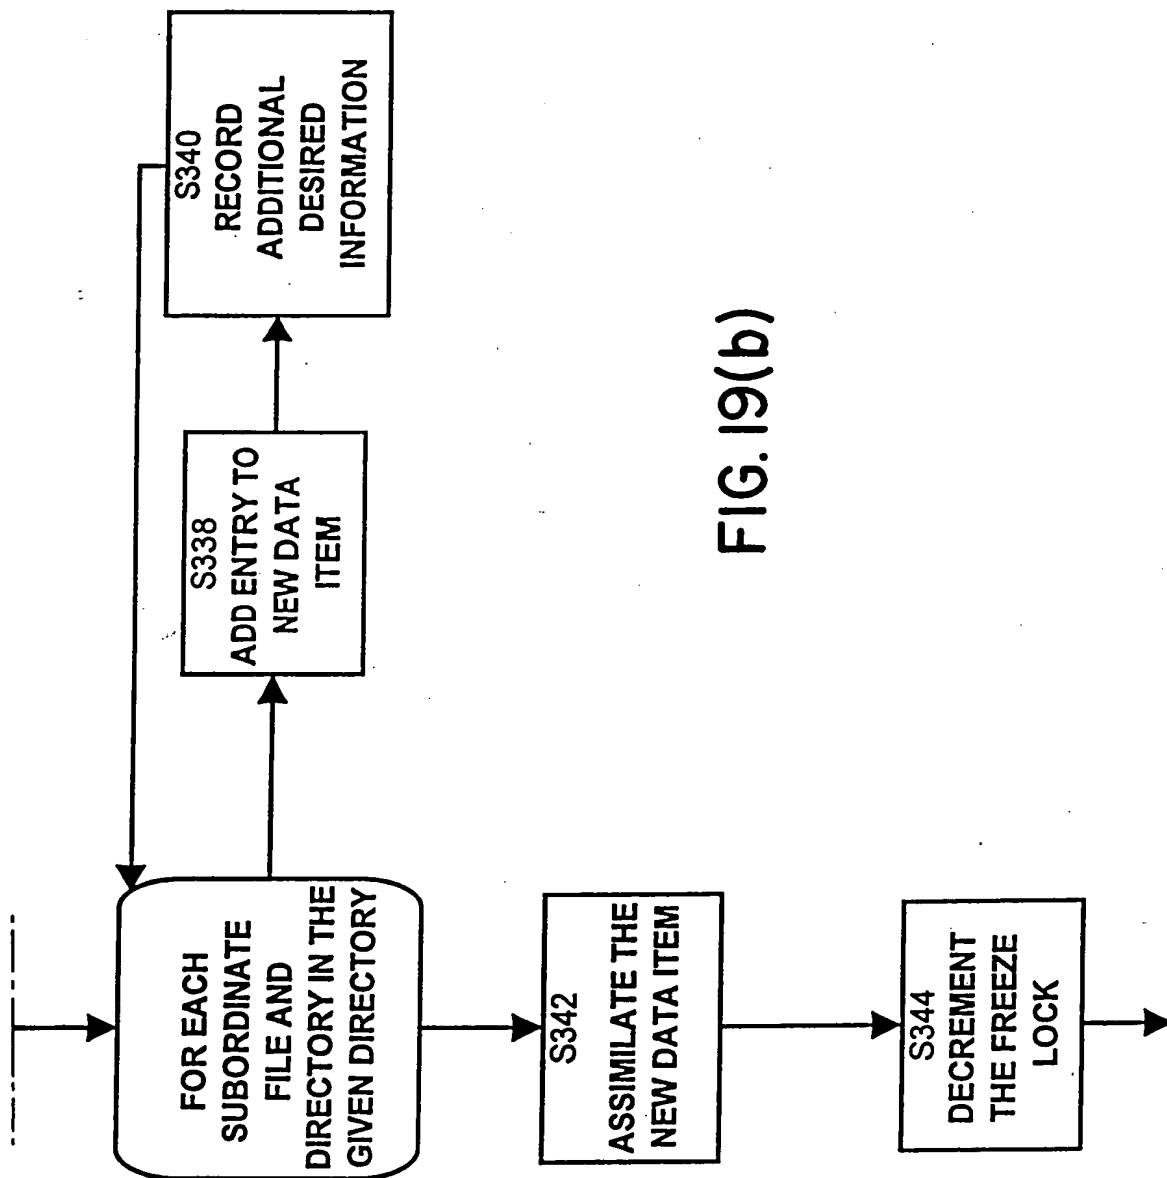 FOR EACH
SUBORDINATE
FILE AND
DIRECTORY IN THE
GIVEN DIRECTORY
S338
ADD ENTRY TO
NEW DATA
ITEM
S340
RECORD
ADDITIONAL
DESIRED
INFORMATION
S342
ASSIMILATE THE
NEW DATA ITEM
S344
DECREMENT
THE FREEZE
LOCK
FIG. 19(b)